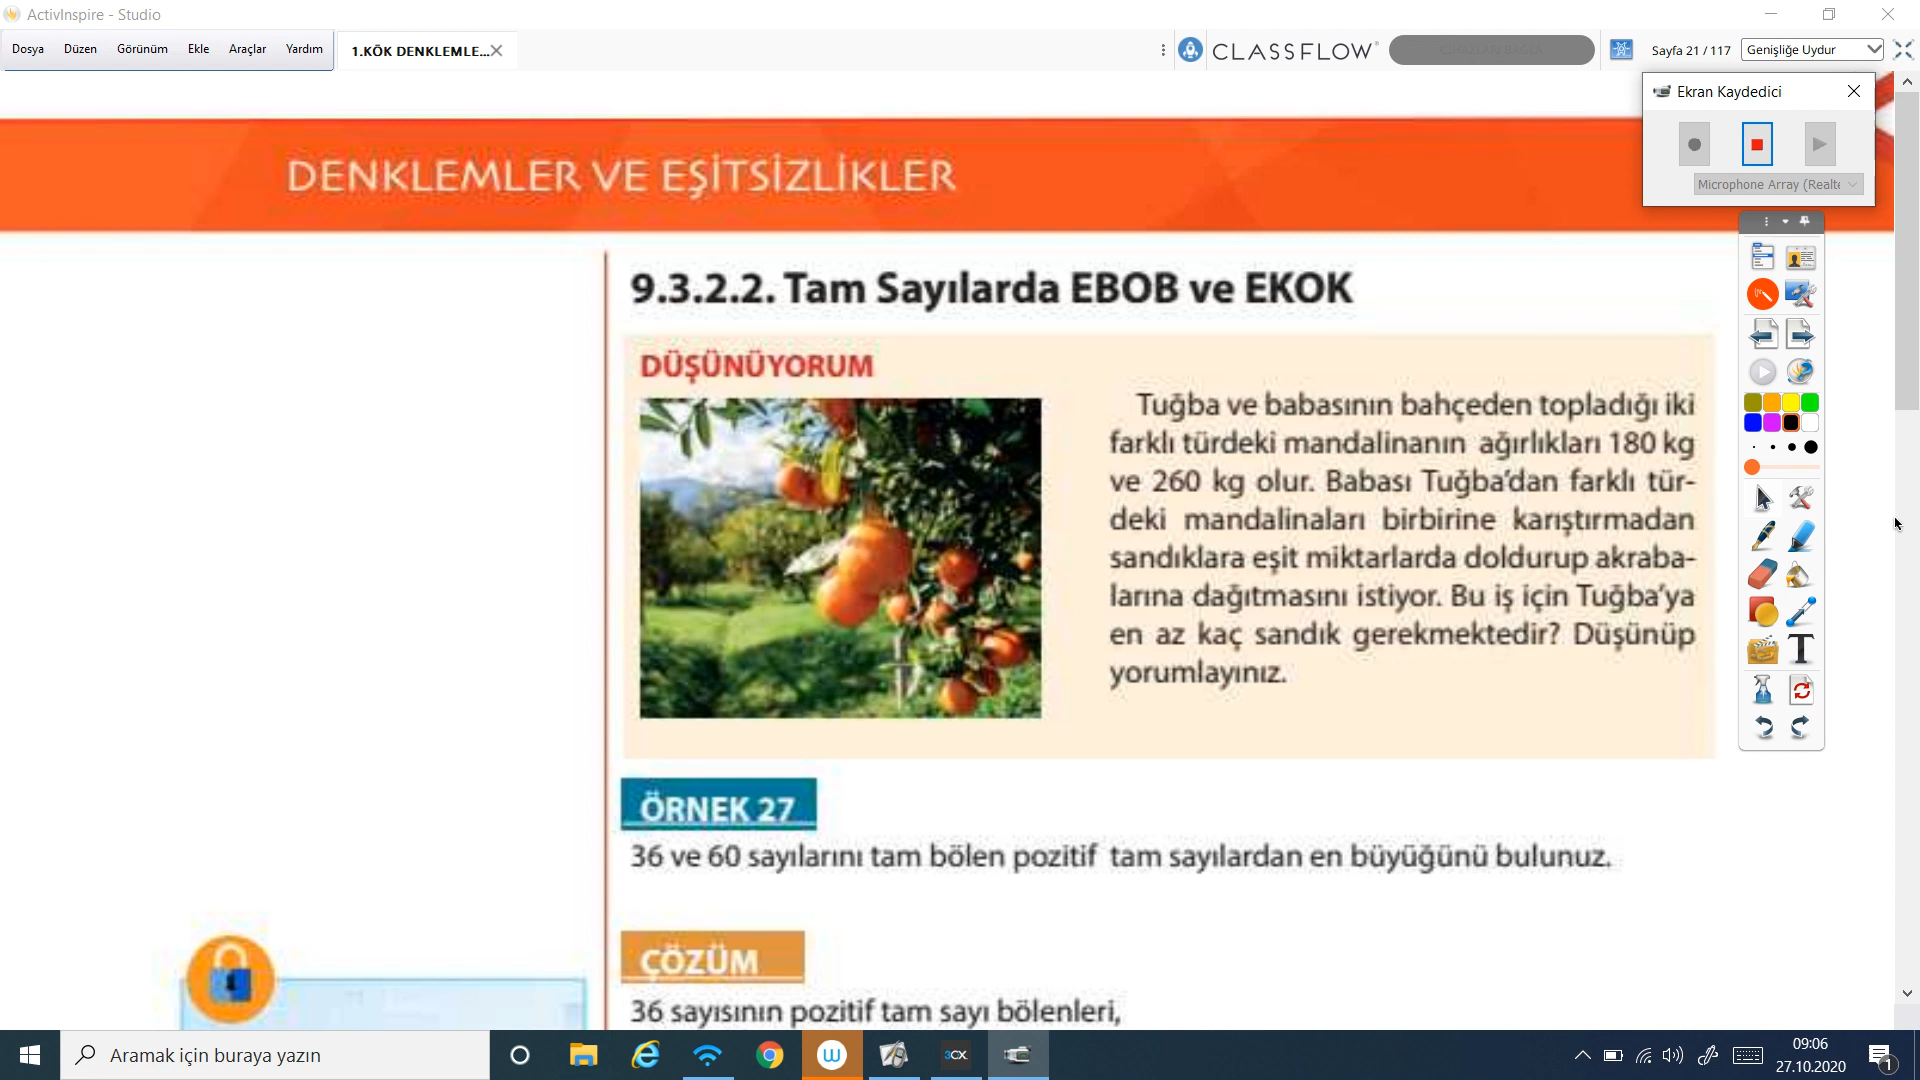 ActivInspire - Studio
Dosya Düzen Görünüm Ekle Araçlar Yardım
1.KÖK DENKLEMLE...
CLASSFLOW
Sayfa 21 / 117
Genişliğe Uydur
Ekran Kaydedici
Microphone Array (Realte
DENKLEMLER VE EŞİTSİZLİKLER
9.3.2.2. Tam Sayılarda EBOB ve EKOK
DÜŞÜNÜYORUM
Tuğba ve babasının bahçeden topladığı iki
farklı türdeki mandalinanın ağırlıkları 180 kg
ve 260 kg olur. Babası Tuğba'dan farklı tür-
deki mandalinaları birbirine karıştırmadan
sandıklara eşit miktarlarda doldurup akraba-
larına dağıtmasını istiyor. Bu iş için Tuğba'ya
en az kaç sandık gerekmektedir? Düşünüp
yorumlayınız.
ÖRNEK 27
36 ve 60 sayılarını tam bölen pozitif tam sayılardan en büyüğünü bulunuz.
ÇÖZÜM
36 sayısının pozitif tam sayı bölenleri,
Aramak için buraya yazın
3CX
09:06
27.10.2020
1